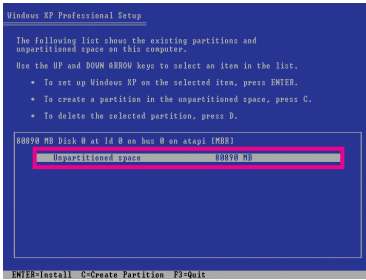 Windows XP Professional Setup
The following list shows the existing partitions and
unpartitioned space on this computer.
Use the UP and DOWN ARROW keys to select an item in the list.
• To set up Windows XP on the selected item, press ENTER.
• To create a partition in the unpartitioned space, press C.
• To delete the selected partition, press D.
80890 MB Disk 0 at Id 0 on bus 0 on atapi [MBR]
Unpartitioned space 80890 MB
ENTER=Install C=Create Partition F3=Quit